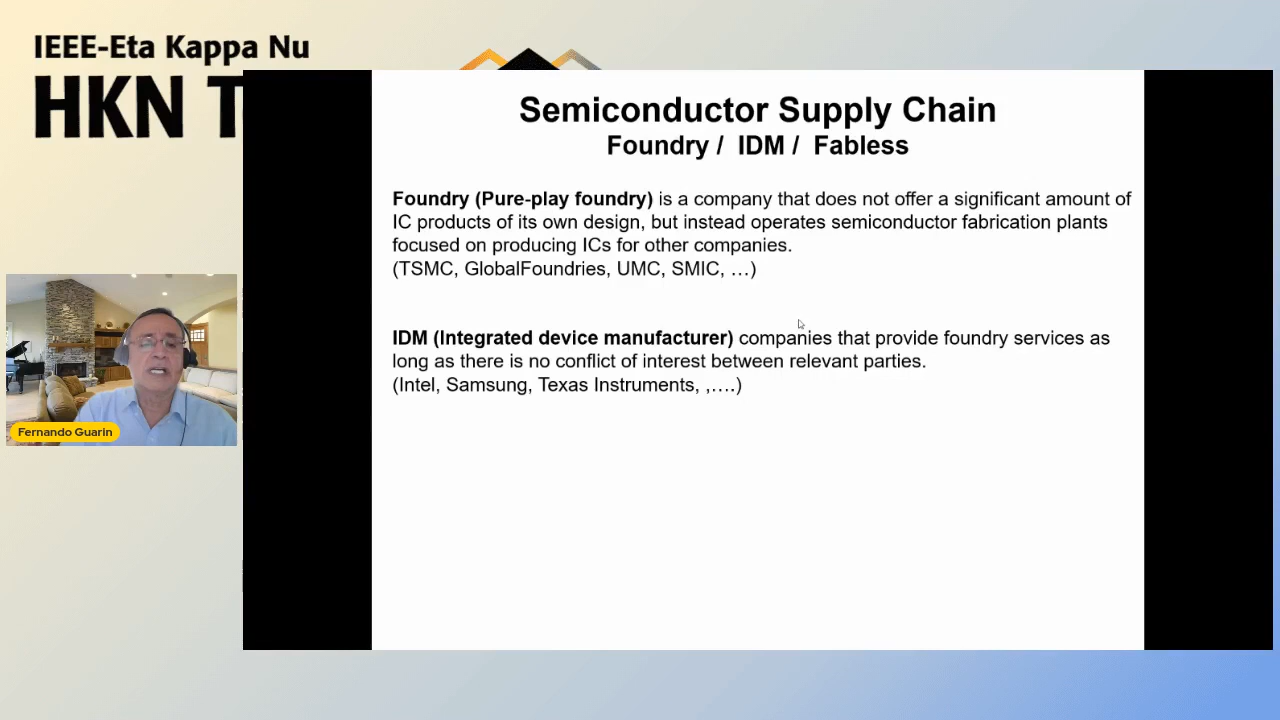 IEEE-Eta Kappa Nu
HKN T
Semiconductor Supply Chain
Foundry / IDM / Fabless
Foundry (Pure-play foundry) is a company that does not offer a significant amount of
IC products of its own design, but instead operates semiconductor fabrication plants
focused on producing ICs for other companies.
(TSMC, GlobalFoundries, UMC, SMIC, …)
IDM (Integrated device manufacturer) companies that provide foundry services as
long as there is no conflict of interest between relevant parties.
(Intel, Samsung, Texas Instruments, ,….)
Fernando Guarin